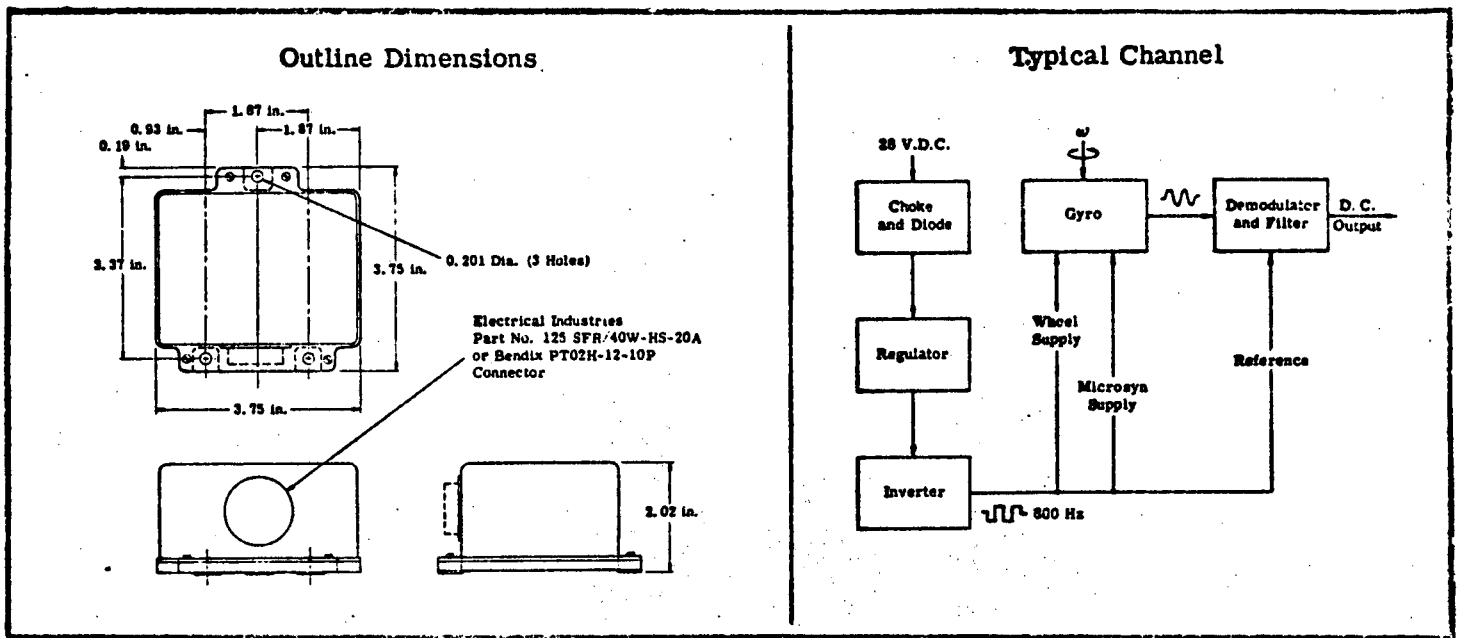 Outline Dimensions
1.87 in.
0.93 in.
1.87 in.
0.19 in.
3.37 in.
3.75 in.
0.201 Dia. (3 Holes)
Electrical Industries
Part No. 125 SFR/40W-HS-20A
or Bendix PT02H-12-10P
Connector
3.75 in.
2.02 in.
Typical Channel
28 V.D.C.
ω
Choke
and Diode
Gyro
Demodulator
and Filter
D. C.
Output
Regulator
Wheel
Supply
Microsyn
Supply
Reference
Inverter
800 Hz